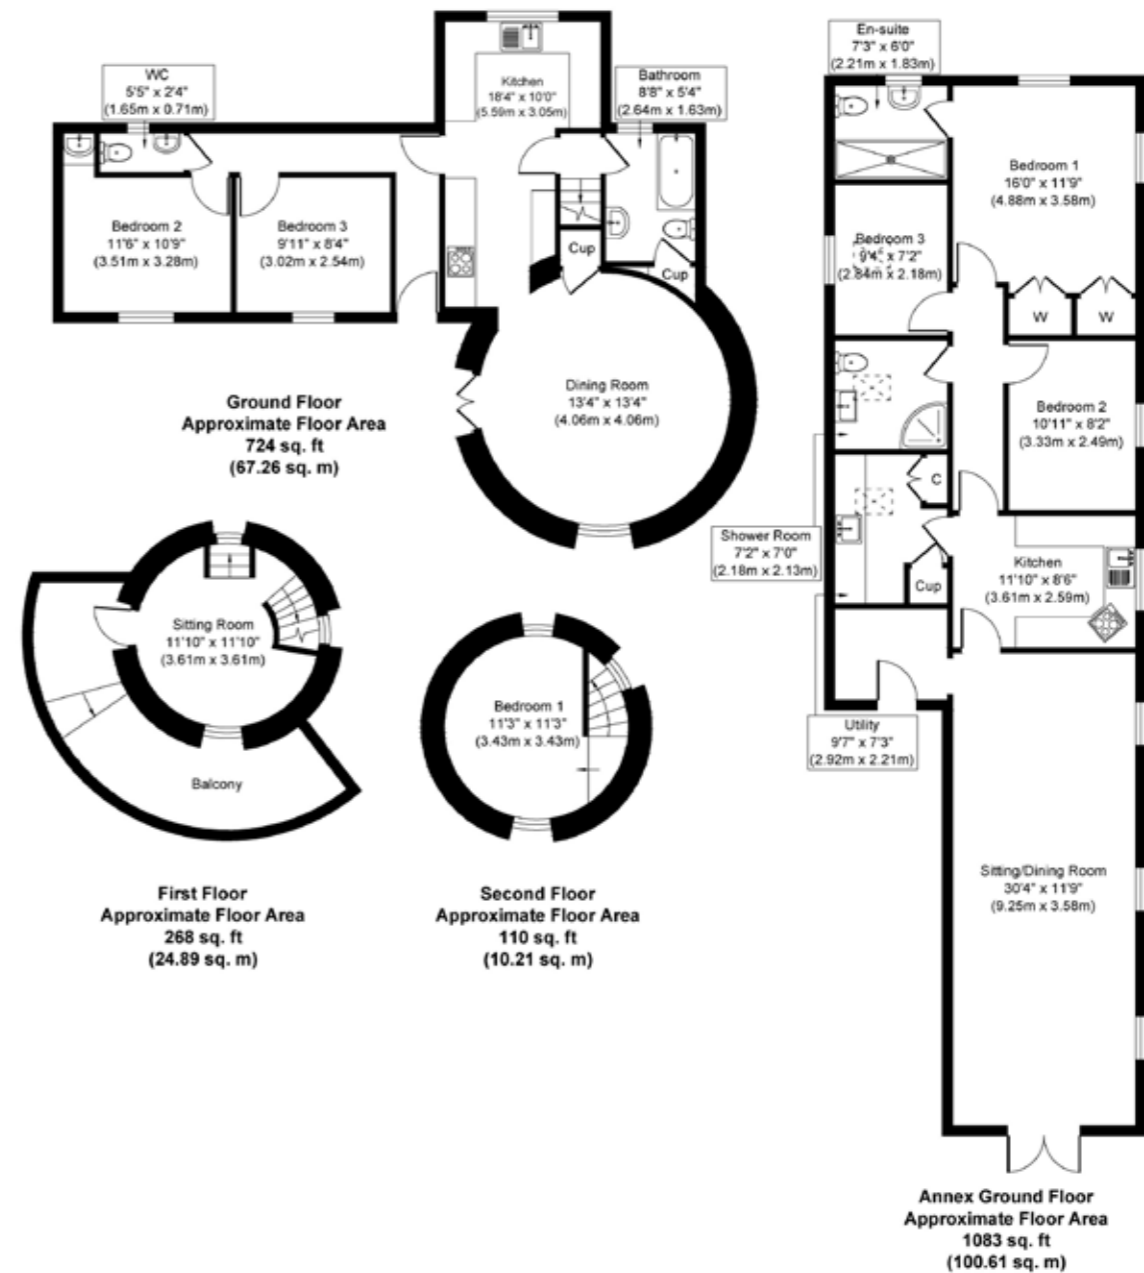 WC
5'5" x 2'4"
(1.65m x 0.71m)
Kitchen
18'4" x 10'0"
(5.59m x 3.05m)
Bathroom
8'8" x 5'4"
(2.64m x 1.63m)
Bedroom 2
11'6" x 10'9"
(3.51m x 3.28m)
Bedroom 3
9'11" x 8'4"
(3.02m x 2.54m)
Cup
Cup
Dining Room
13'4" x 13'4"
(4.06m x 4.06m)
Ground Floor
Approximate Floor Area
724 sq. ft
(67.26 sq. m)
Sitting Room
11'10" x 11'10"
(3.61m x 3.61m)
Balcony
First Floor
Approximate Floor Area
268 sq. ft
(24.89 sq. m)
Bedroom 1
11'3" x 11'3"
(3.43m x 3.43m)
Second Floor
Approximate Floor Area
110 sq. ft
(10.21 sq. m)
En-suite
7'3" x 6'0"
(2.21m x 1.83m)
Bedroom 1
16'0" x 11'9"
(4.88m x 3.58m)
Bedroom 3
9'4" x 7'2"
(2.84m x 2.18m)
W
W
Bedroom 2
10'11" x 8'2"
(3.33m x 2.49m)
C
Shower Room
7'2" x 7'0"
(2.18m x 2.13m)
Cup
Kitchen
11'10" x 8'6"
(3.61m x 2.59m)
Utility
9'7" x 7'3"
(2.92m x 2.21m)
Sitting/Dining Room
30'4" x 11'9"
(9.25m x 3.58m)
Annex Ground Floor
Approximate Floor Area
1083 sq. ft
(100.61 sq. m)